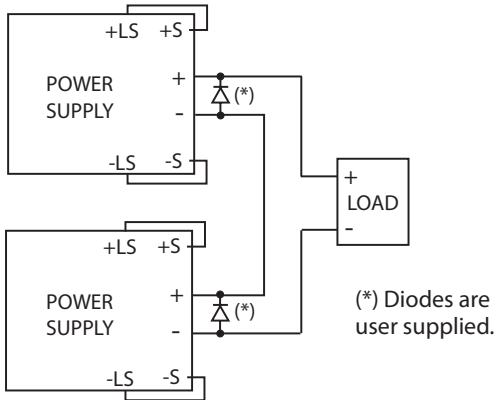 +LS +S
POWER
SUPPLY
+
-
(*)
-LS -S
+
LOAD
-
+LS +S
POWER
SUPPLY
+
-
(*)
-LS -S
(*) Diodes are
user supplied.